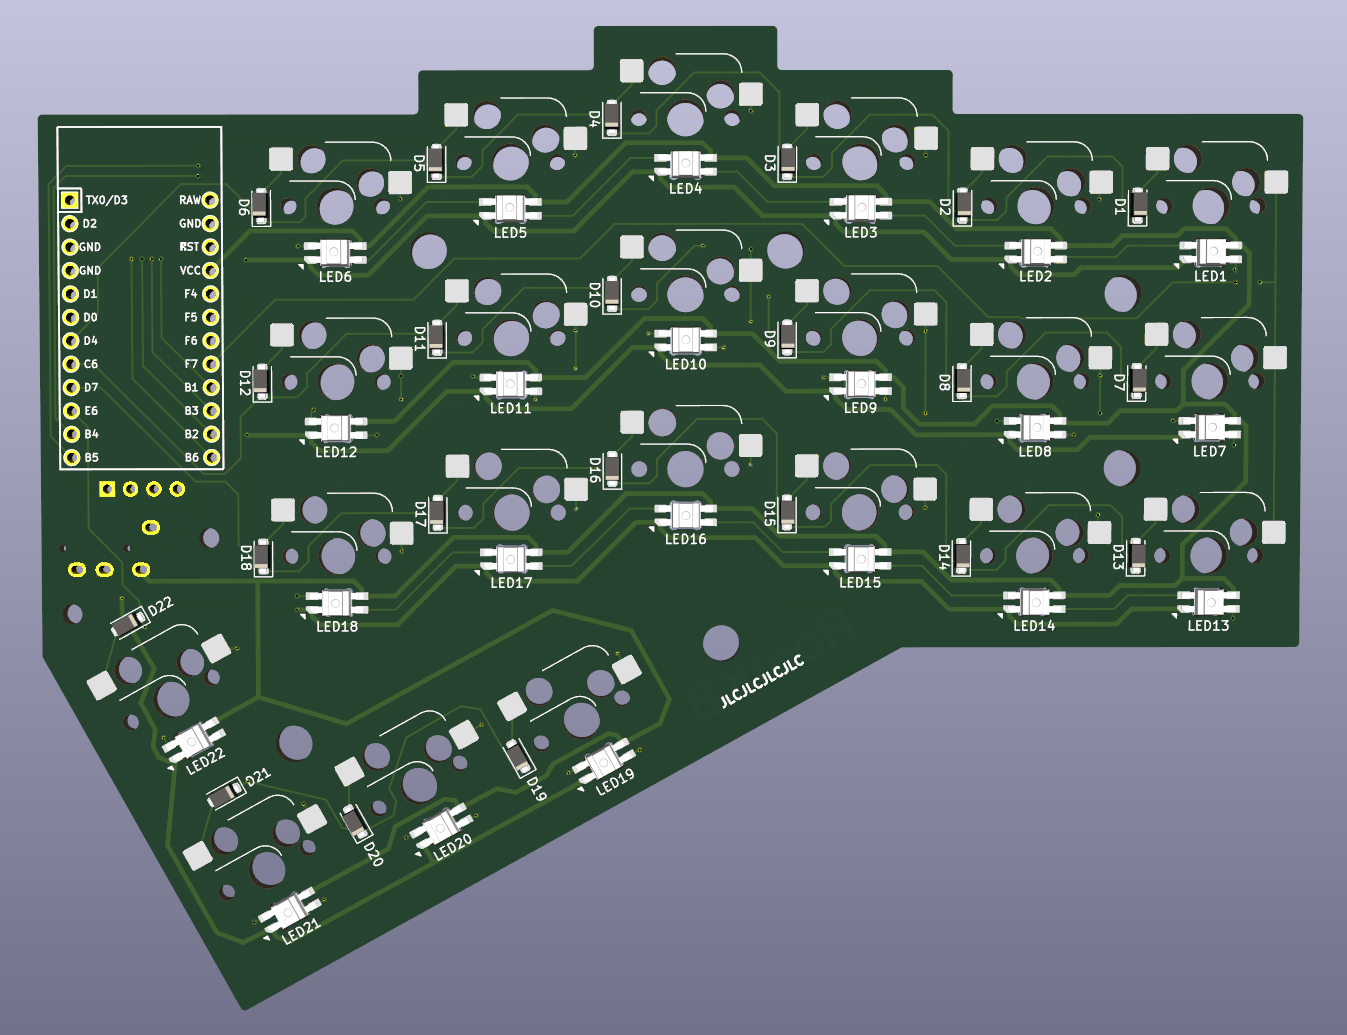 D4
LED4
D5
LED5
D3
LED3
D6
LED6
D2
LED2
D1
LED1
TX0/D3 RAW
D2 GND
GND RST
GND VCC
D1 F4
D0 F5
D4 F6
C6 F7
D7 B1
E6 B3
B4 B2
B5 B6
D10
LED10
D11
LED11
D9
LED9
D12
LED12
D8
LED8
D7
LED7
D16
LED16
D17
LED17
D15
LED15
D18
LED18
D14
LED14
D13
LED13
D22
LED22
JLCJLCJLCJLC
D19
LED19
D21
LED21
D20
LED20